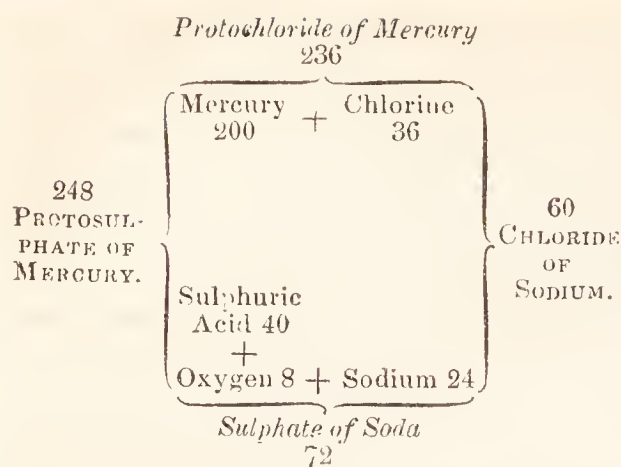 Protochloride of Mercury
236
Mercury + Chlorine
200 36
248
PROTOSUL-
PHATE OF
MERCURY.
60
CHLORIDE
OF
SODIUM.
Sulphuric
Acid 40
+
Oxygen 8 + Sodium 24
Sulphate of Soda
72